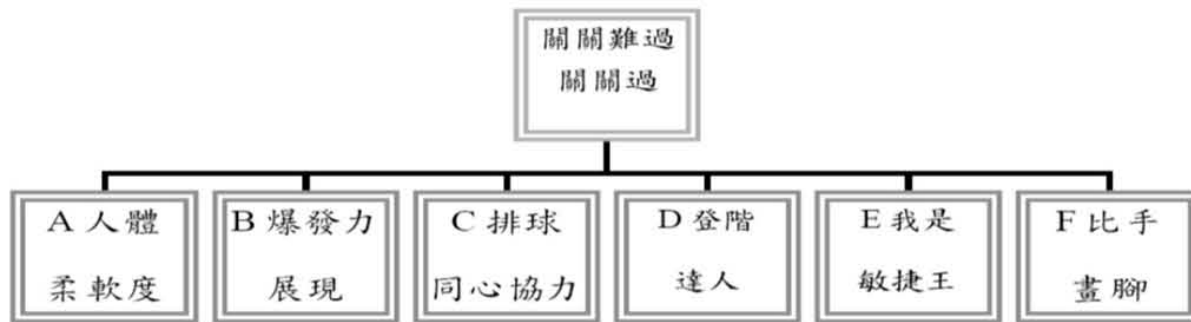 關關難過
關關過
A 人體
柔軟度
B 爆發力
展現
C 排球
同心協力
D 登階
達人
E 我是
敏捷王
F 比手
畫腳